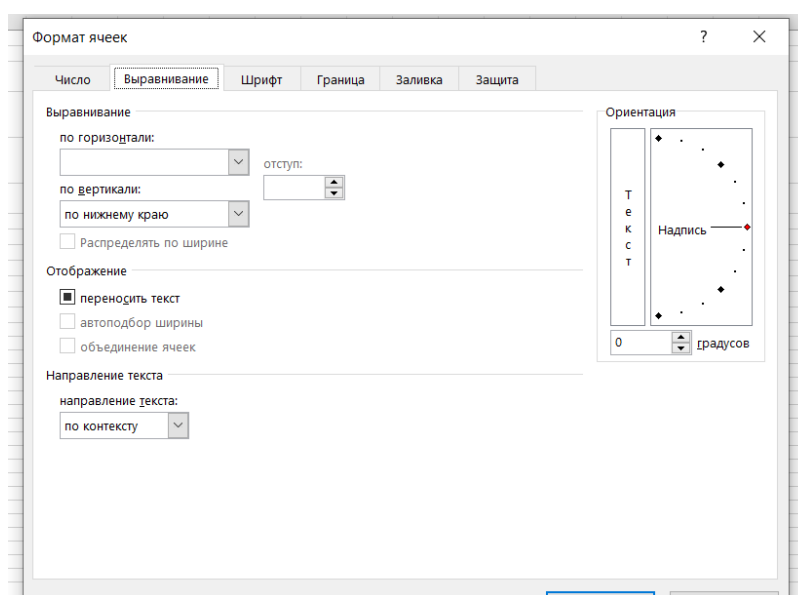 Формат ячеек ?
Число Выравнивание Шрифт Граница Заливка Защита
Выравнивание
по горизонтали:
отступ:
по вертикали:
по нижнему краю
Распределять по ширине
Отображение
переносить текст
автоподбор ширины
объединение ячеек
Направление текста
направление текста:
по контексту
Ориентация
Текст
Надпись
0 градусов